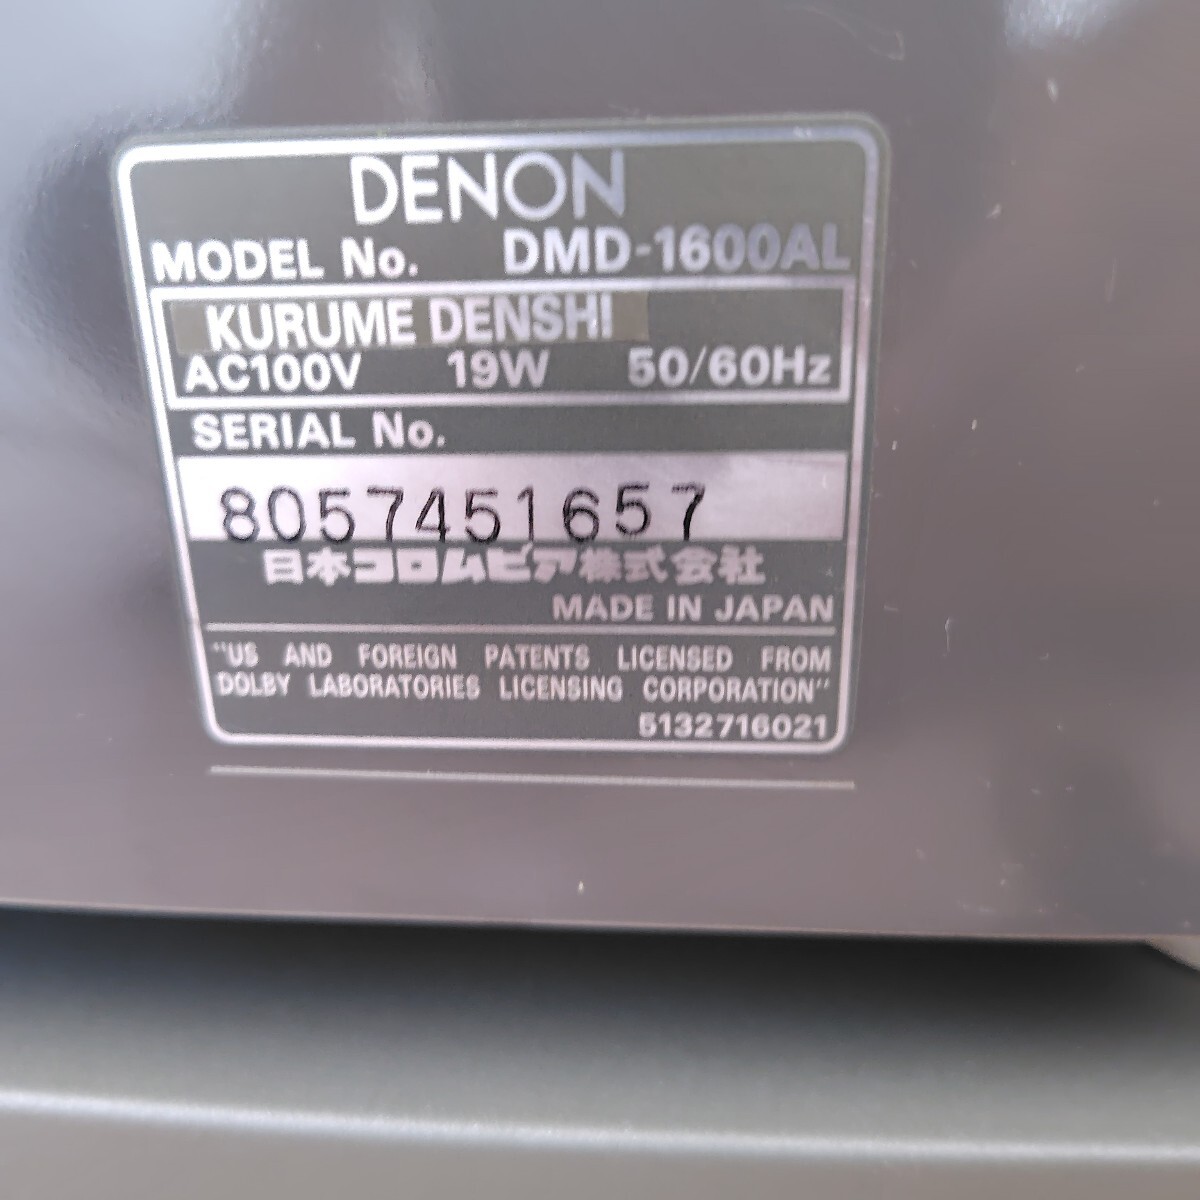 DENON
MODEL No. DMD-1600AL
KURUME DENSHI
AC100V 19W 50/60Hz
SERIAL No.
8057451657
日本コロムビア株式会社
MADE IN JAPAN
"US AND FOREIGN PATENTS LICENSED FROM
DOLBY LABORATORIES LICENSING CORPORATION"
5132716021